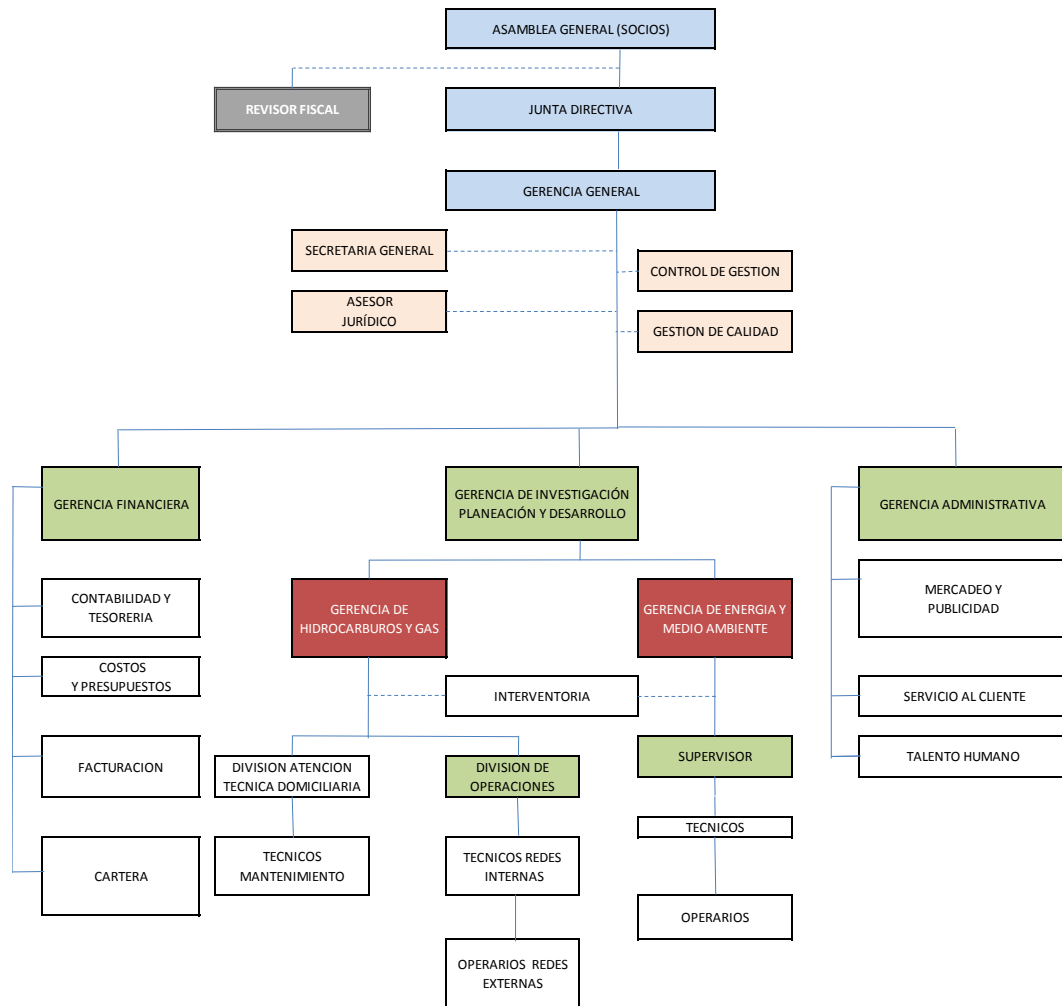 ASAMBLEA GENERAL (SOCIOS)
REVISOR FISCAL
JUNTA DIRECTIVA
GERENCIA GENERAL
SECRETARIA GENERAL
CONTROL DE GESTION
ASESOR
JURÍDICO
GESTION DE CALIDAD
GERENCIA FINANCIERA
GERENCIA DE INVESTIGACIÓN
PLANEACIÓN Y DESARROLLO
GERENCIA ADMINISTRATIVA
CONTABILIDAD Y
TESORERIA
GERENCIA DE
HIDROCARBUROS Y GAS
GERENCIA DE ENERGIA Y
MEDIO AMBIENTE
MERCADEO Y
PUBLICIDAD
COSTOS
Y PRESUPUESTOS
INTERVENTORIA
SERVICIO AL CLIENTE
FACTURACION
DIVISION ATENCION
TECNICA DOMICILIARIA
DIVISION DE
OPERACIONES
SUPERVISOR
TALENTO HUMANO
TECNICOS
CARTERA
TECNICOS
MANTENIMIENTO
TECNICOS REDES
INTERNAS
OPERARIOS
OPERARIOS REDES
EXTERNAS